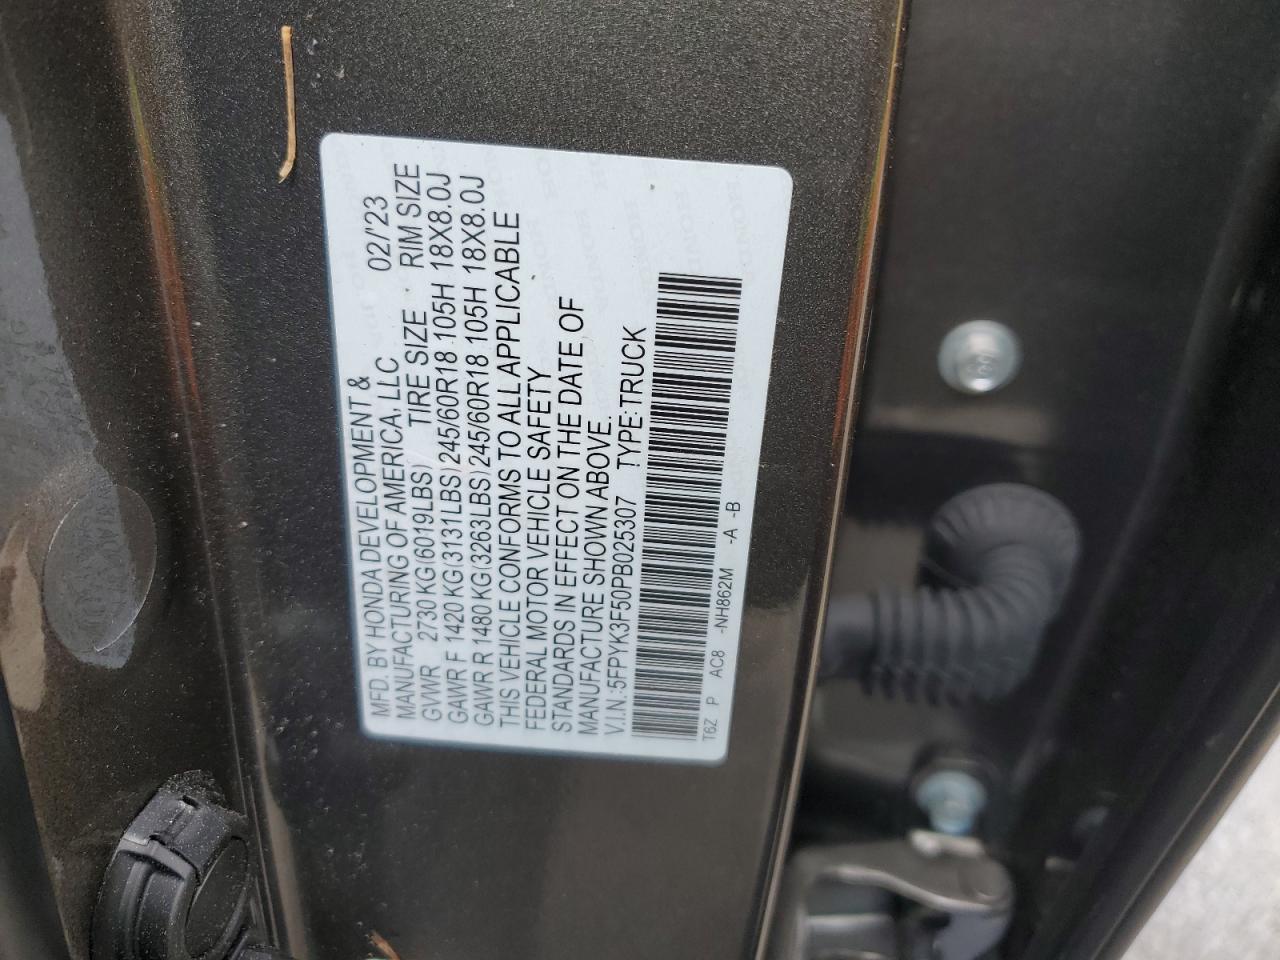 MFD. BY HONDA DEVELOPMENT & 02/'23
MANUFACTURING OF AMERICA, LLC
TIRE SIZE RIM SIZE
GVWR 2730 KG(6019LBS)
GAWR F 1420 KG(3131LBS) 245/60R18 105H 18X8.0J
GAWR R 1480 KG(3263LBS) 245/60R18 105H 18X8.0J
THIS VEHICLE CONFORMS TO ALL APPLICABLE
FEDERAL MOTOR VEHICLE SAFETY
STANDARDS IN EFFECT ON THE DATE OF
MANUFACTURE SHOWN ABOVE.
V.I.N.:5FPYK3F50PB025307 TYPE:TRUCK
T6Z P AC8 -NH862M -A -B